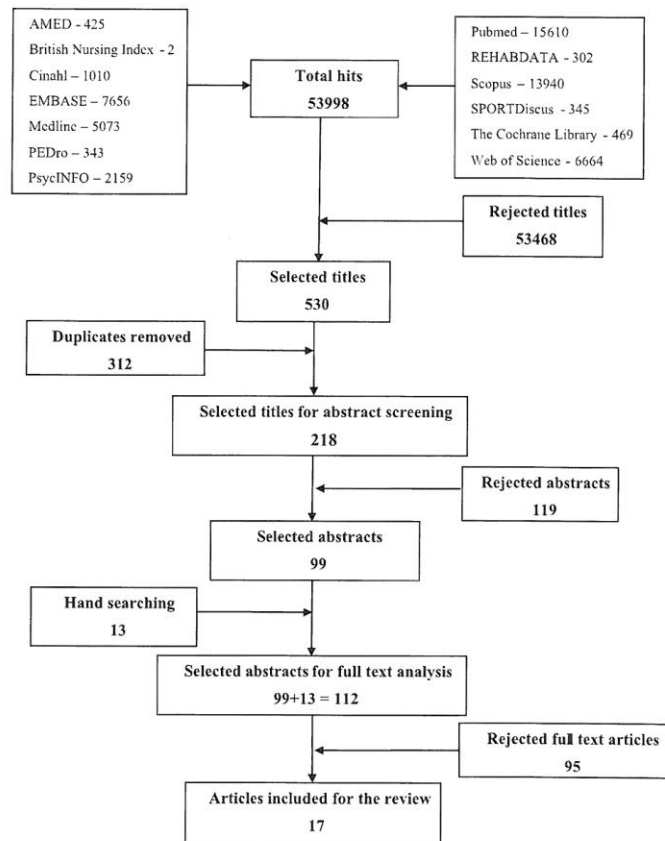 AMED - 425
British Nursing Index - 2
Cinahl – 1010
EMBASE – 7656
Medline – 5073
PEDro – 343
PsycINFO – 2159
Total hits
53998
Pubmed – 15610
REHABDATA - 302
Scopus – 13940
SPORTDiscus - 345
The Cochrane Library - 469
Web of Science - 6664
Rejected titles
53468
Selected titles
530
Duplicates removed
312
Selected titles for abstract screening
218
Rejected abstracts
119
Selected abstracts
99
Hand searching
13
Selected abstracts for full text analysis
99+13 = 112
Rejected full text articles
95
Articles included for the review
17